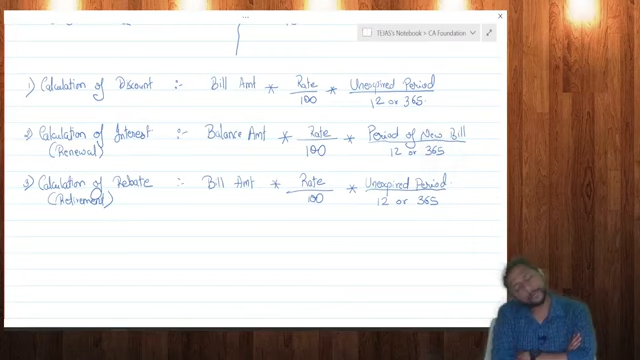 TEJAS's Notebook > CA Foundation
1) Calculation of Discount :- Bill Amt * Rate/100 * Unexpired Period/12 or 365
2) Calculation of Interest :- Balance Amt * Rate/100 * Period of New Bill/12 or 365
(Renewal)
3) Calculation of Rebate :- Bill Amt * Rate/100 * Unexpired Period/12 or 365
(Retirement)